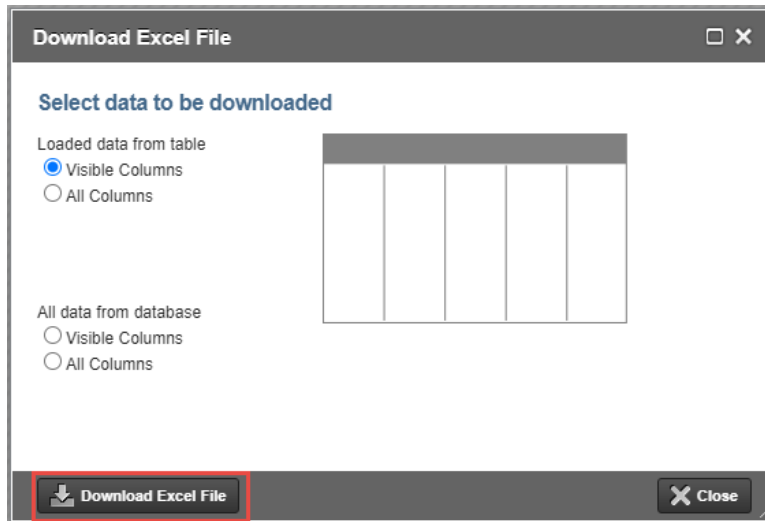 Download Excel File
Select data to be downloaded
Loaded data from table
Visible Columns
All Columns
All data from database
Visible Columns
All Columns
Download Excel File
Close